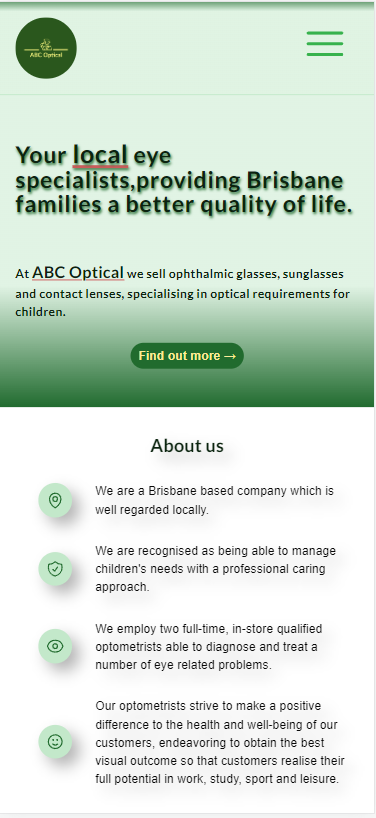 ABC Optical
Your local eye
specialists,providing Brisbane
families a better quality of life.
At ABC Optical we sell ophthalmic glasses, sunglasses
and contact lenses, specialising in optical requirements for
children.
Find out more →
About us
We are a Brisbane based company which is
well regarded locally.
We are recognised as being able to manage
children's needs with a professional caring
approach.
We employ two full-time, in-store qualified
optometrists able to diagnose and treat a
number of eye related problems.
Our optometrists strive to make a positive
difference to the health and well-being of our
customers, endeavoring to obtain the best
visual outcome so that customers realise their
full potential in work, study, sport and leisure.